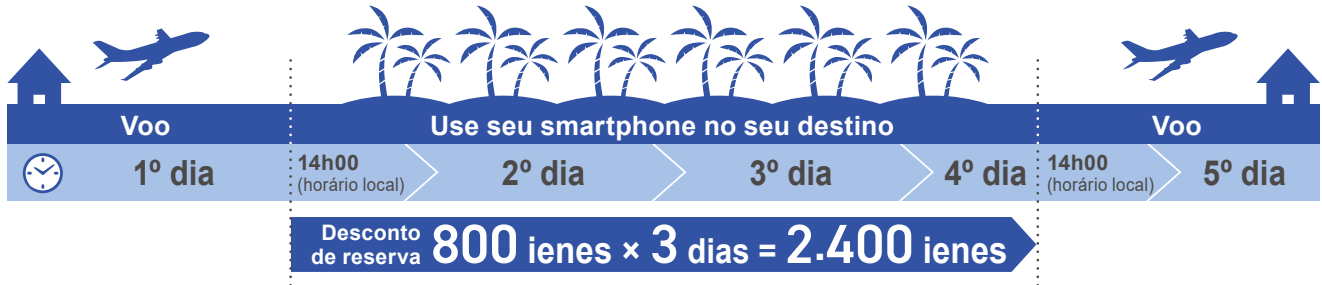 Voo
Use seu smartphone no seu destino
Voo
1º dia
14h00
(horário local)
2º dia
3º dia
4º dia
14h00
(horário local)
5º dia
Desconto
de reserva
800 ienes × 3 dias = 2.400 ienes